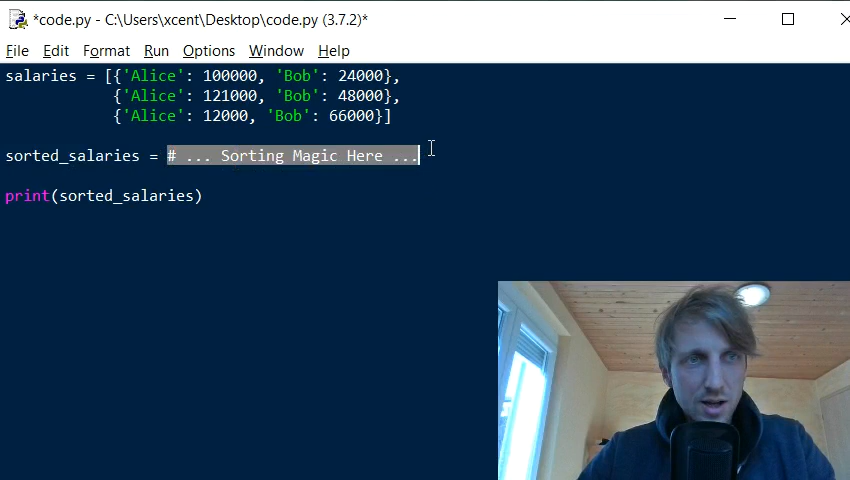 *code.py - C:\Users\xcent\Desktop\code.py (3.7.2)*
File Edit Format Run Options Window Help
salaries = [{'Alice': 100000, 'Bob': 24000},
            {'Alice': 121000, 'Bob': 48000},
            {'Alice': 12000, 'Bob': 66000}]
sorted_salaries = # ... Sorting Magic Here ...
print(sorted_salaries)